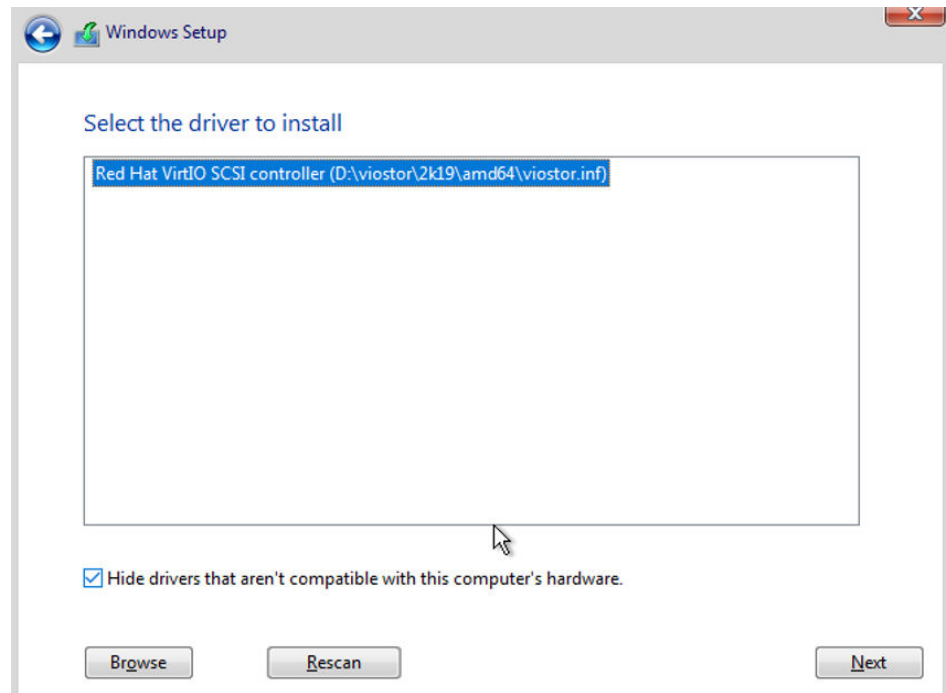 Windows Setup
Select the driver to install
Red Hat VirtIO SCSI controller (D:\viostor\2k19\amd64\viostor.inf)
Hide drivers that aren't compatible with this computer's hardware.
Browse Rescan Next